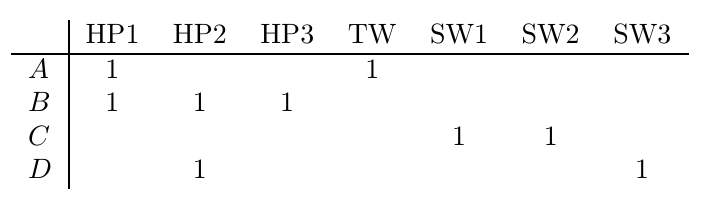 HP1 HP2 HP3 TW SW1 SW2 SW3
A 1 1
B 1 1 1
C 1 1
D 1 1